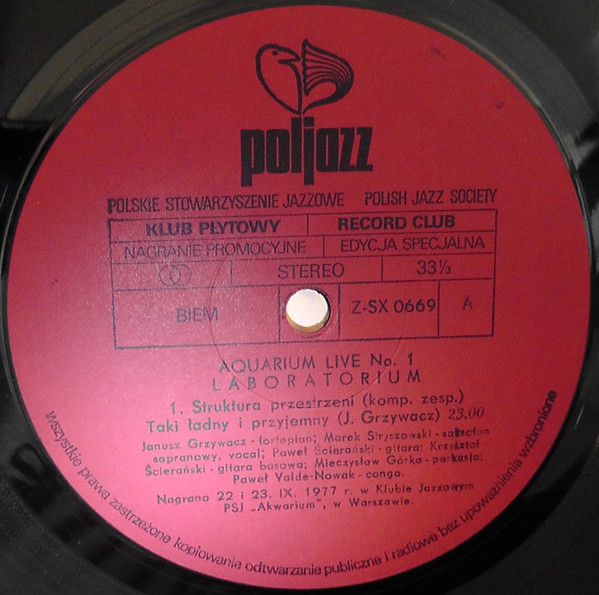 poljazz
POLSKIE STOWARZYSZENIE JAZZOWE POLISH JAZZ SOCIETY
KLUB PŁYTOWY RECORD CLUB
NAGRANIE PROMOCYJNE EDYCJA SPECJALNA
STEREO 33⅓
BIEM Z-SX 0669 A
AQUARIUM LIVE No. 1
LABORATORIUM
1. Struktura przestrzeni (komp. zesp.)
Taki ładny i przyjemny (J. Grzywacz) 23.00
Janusz Grzywacz - fortepian; Marek Stryszowski - saksofon
sopranowy, vocal; Paweł Ścierański - gitara; Krzysztof
Ścierański - gitara basowa; Mieczysław Górka - perkusja;
Paweł Valde-Nowak - conga.
Nagrano 22 i 23. IX. 1977 r. w Klubie Jazzowym
PSJ „Akwarium", w Warszawie.
wszystkie prawa zastrzeżone kopiowanie odtwarzanie publiczne i radiowe bez upoważnienia wzbronione